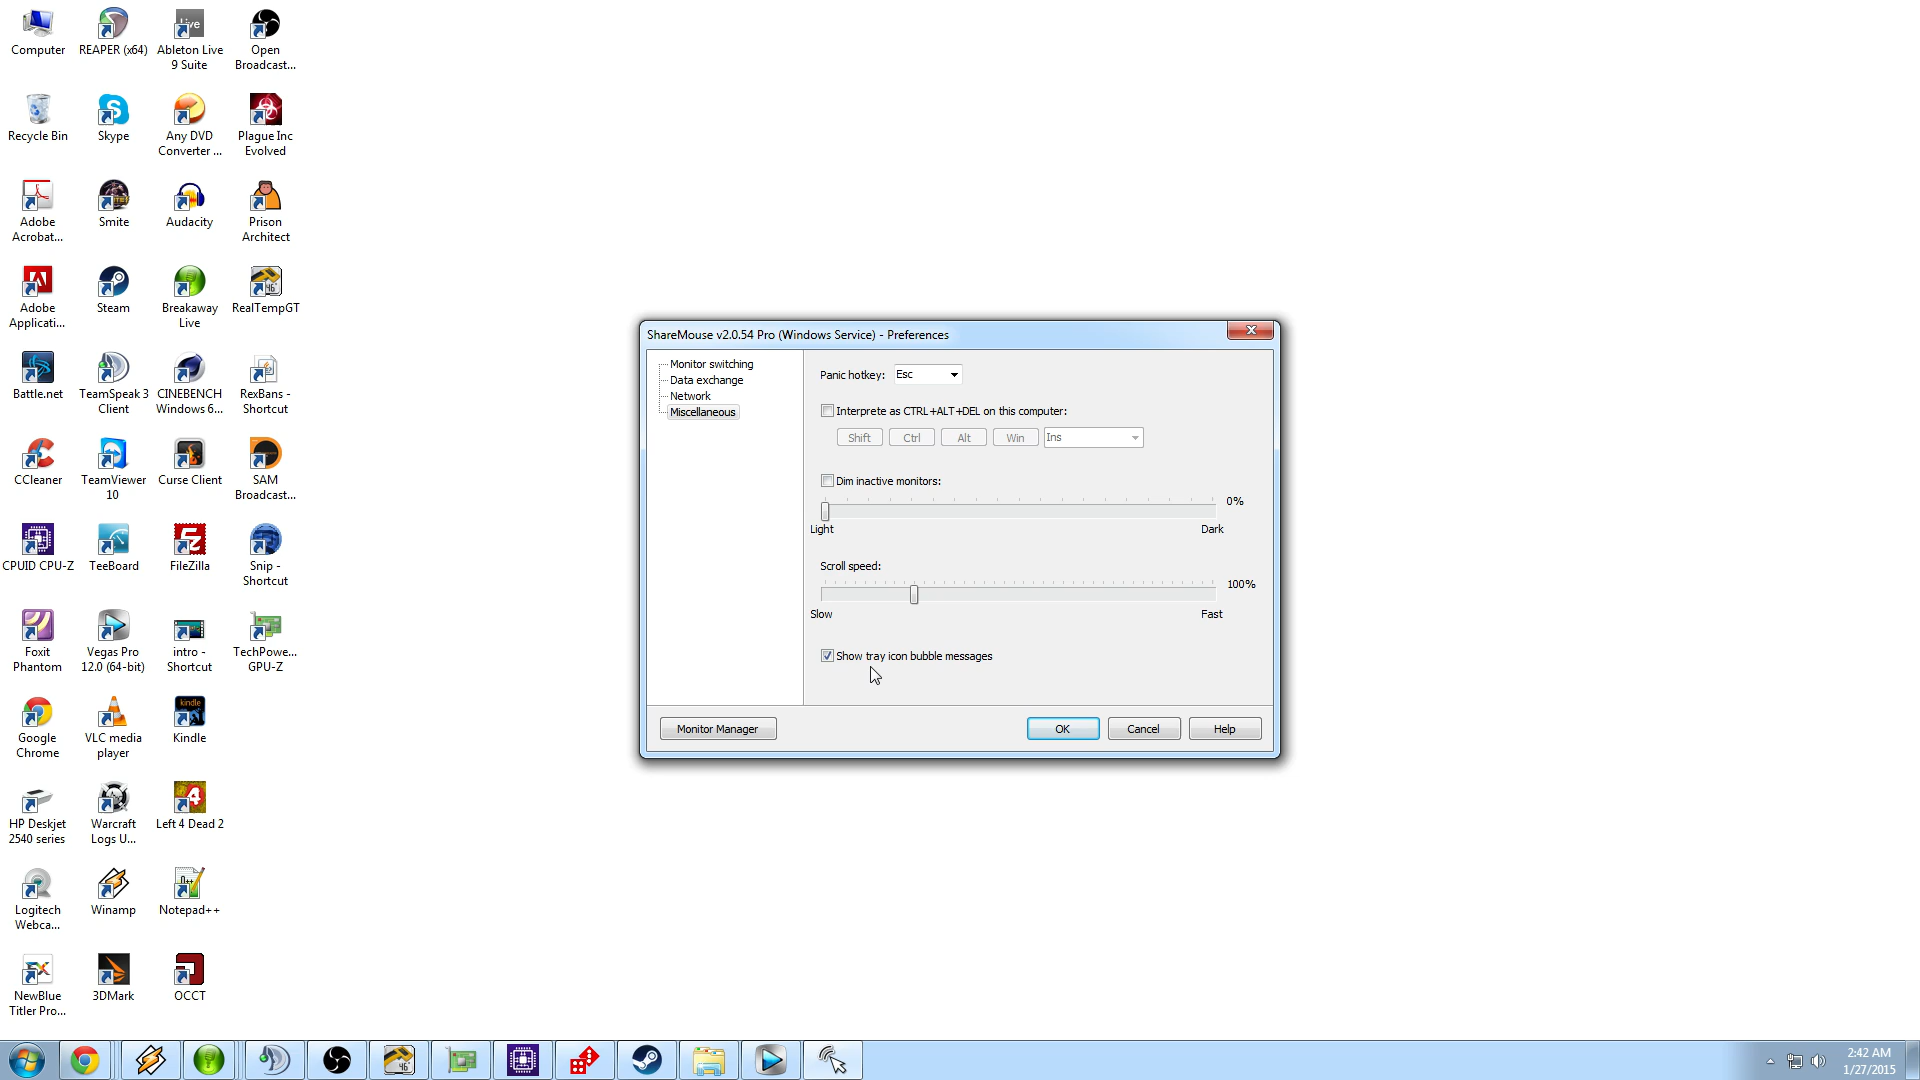 Computer
REAPER (x64)
Ableton Live
9 Suite
Open
Broadcast...
Recycle Bin
Skype
Any DVD
Converter ...
Plague Inc
Evolved
Adobe
Acrobat...
Smite
Audacity
Prison
Architect
Adobe
Applicati...
Steam
Breakaway
Live
RealTempGT
Battle.net
TeamSpeak 3
Client
CINEBENCH
Windows 6...
RexBans -
Shortcut
CCleaner
TeamViewer
10
Curse Client
SAM
Broadcast...
CPUID CPU-Z
TeeBoard
FileZilla
Snip -
Shortcut
Foxit
Phantom
Vegas Pro
12.0 (64-bit)
intro -
Shortcut
TechPowe...
GPU-Z
Google
Chrome
VLC media
player
Kindle
HP Deskjet
2540 series
Warcraft
Logs U...
Left 4 Dead 2
Logitech
Webca...
Winamp
Notepad++
NewBlue
Titler Pro...
3DMark
OCCT
ShareMouse v2.0.54 Pro (Windows Service) - Preferences
Monitor switching
Data exchange
Network
Miscellaneous
Panic hotkey: Esc
Interprete as CTRL+ALT+DEL on this computer:
Shift Ctrl Alt Win Ins
Dim inactive monitors:
0%
Light Dark
Scroll speed:
100%
Slow Fast
Show tray icon bubble messages
Monitor Manager OK Cancel Help
2:42 AM
1/27/2015